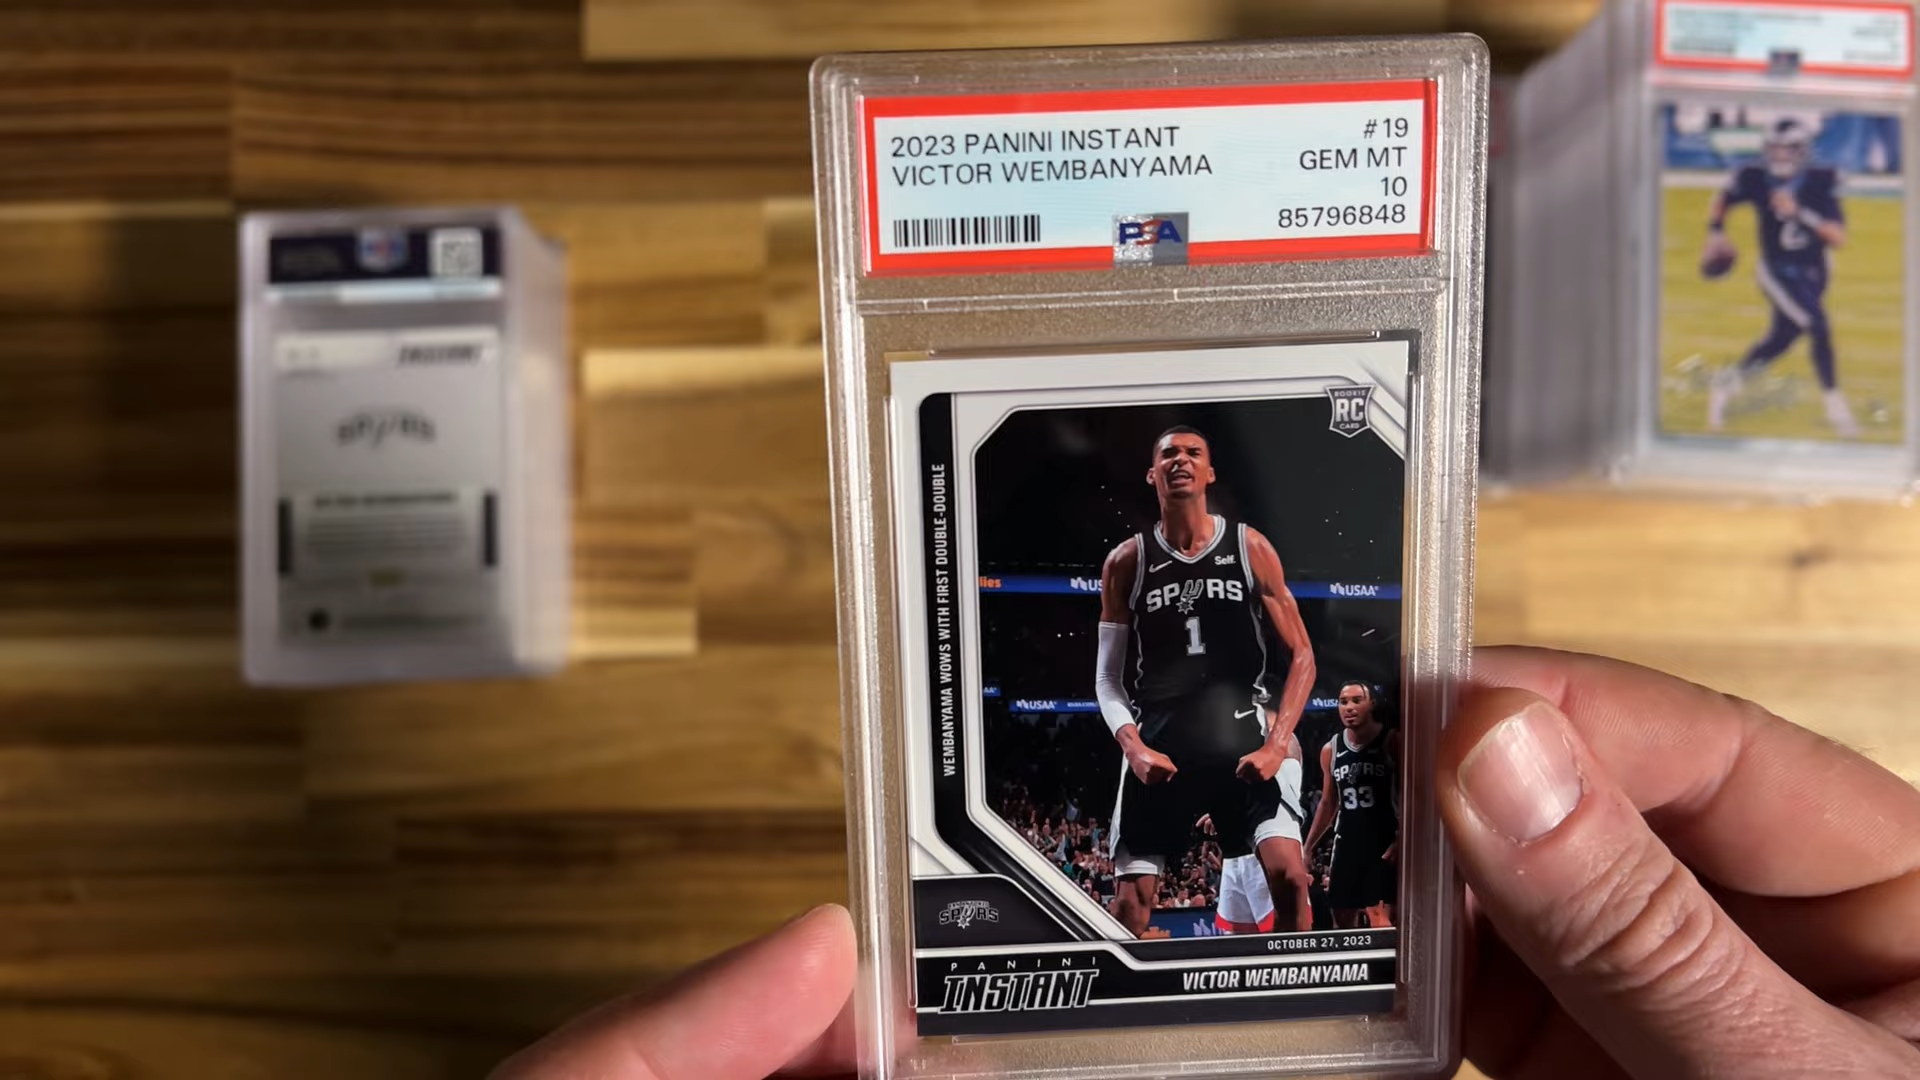 2023 PANINI INSTANT
VICTOR WEMBANYAMA
#19
GEM MT
10
85796848
PSA
ROOKIE
RC
CARD
WEMBANYAMA WOWS WITH FIRST DOUBLE-DOUBLE
Self.
SPURS
1
lies
USAA
USAA
USAA
SPURS
33
SPURS
OCTOBER 27, 2023
PANINI
INSTANT
VICTOR WEMBANYAMA